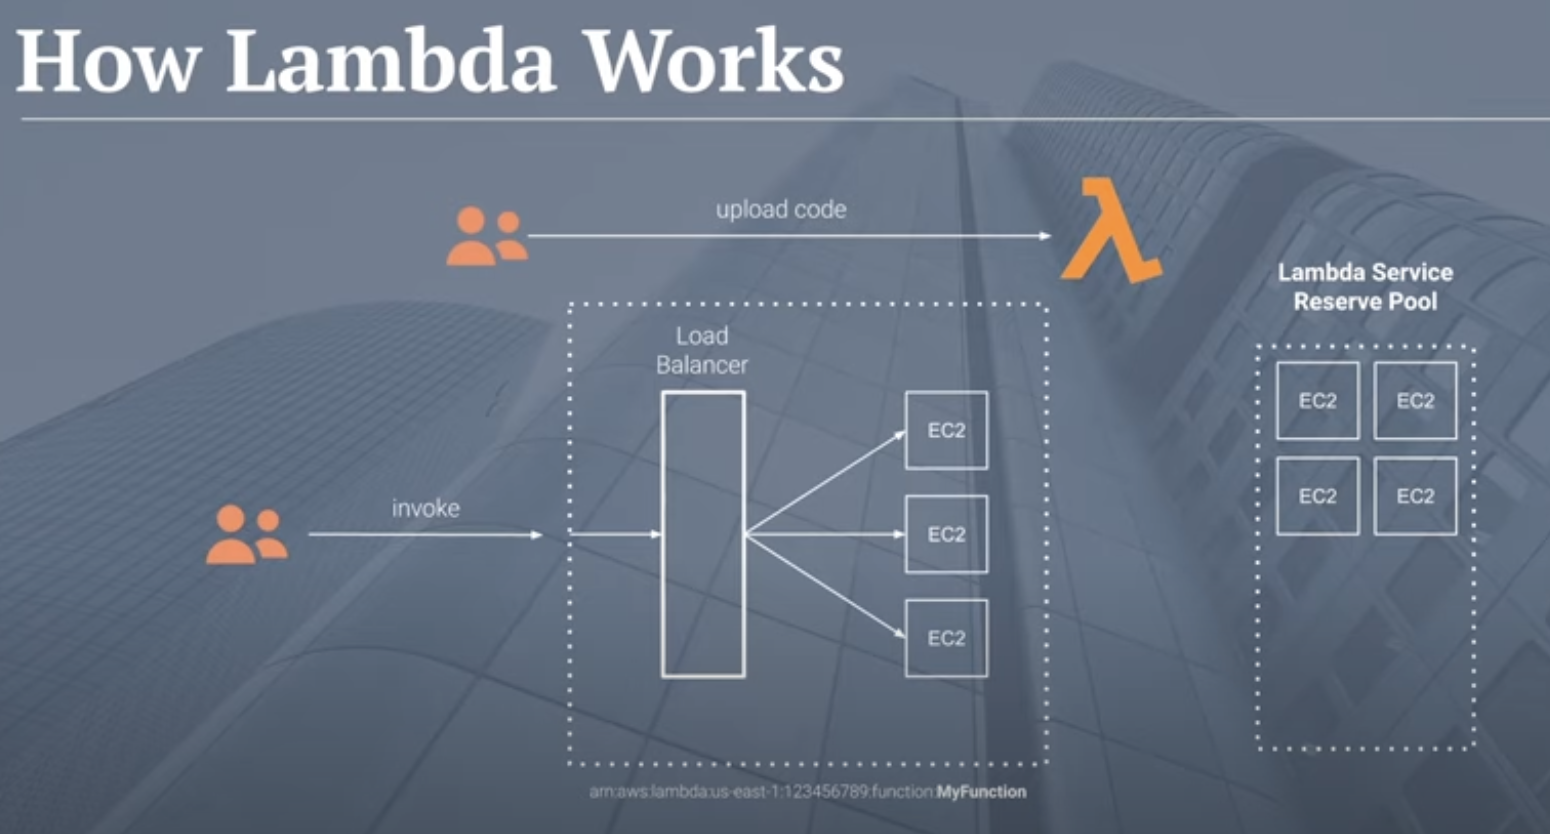 How Lambda Works
upload code
λ
Lambda Service
Reserve Pool
Load
Balancer
EC2
EC2
EC2
EC2
EC2
EC2
EC2
invoke
arn:aws:lambda:us-east-1:123456789:function:MyFunction